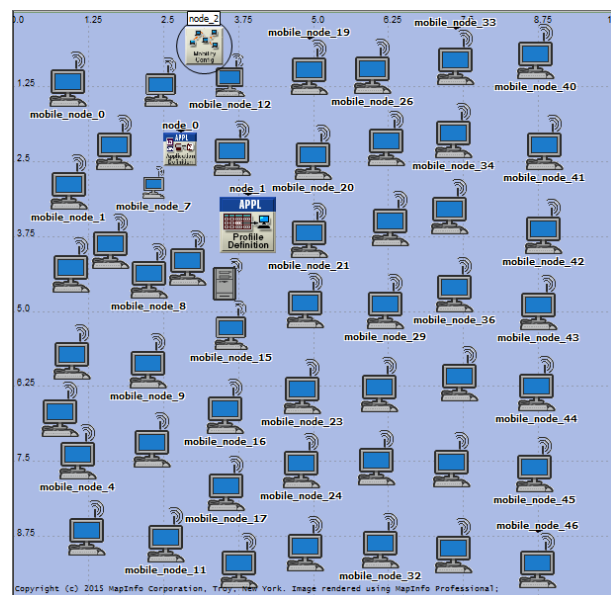 0.0 1.25 2.5 3.75 5.0 6.25 7.5 8.75
node_2
mobile_node_33
mobile_node_19
Mobility
Config
1.25
mobile_node_40
mobile_node_12
mobile_node_26
mobile_node_0
node_0
APPL
2.5
mobile_node_34
mobile_node_41
node_1
mobile_node_20
mobile_node_7
mobile_node_1
APPL
Profile
Definition
3.75
mobile_node_42
mobile_node_21
mobile_node_8
5.0
mobile_node_36
mobile_node_29
mobile_node_43
mobile_node_15
6.25
mobile_node_9
mobile_node_23
mobile_node_44
mobile_node_16
7.5
mobile_node_4
mobile_node_24
mobile_node_45
mobile_node_17
mobile_node_46
8.75
mobile_node_11
mobile_node_32
Copyright (c) 2015 MapInfo Corporation, Troy, New York. Image rendered using MapInfo Professional;